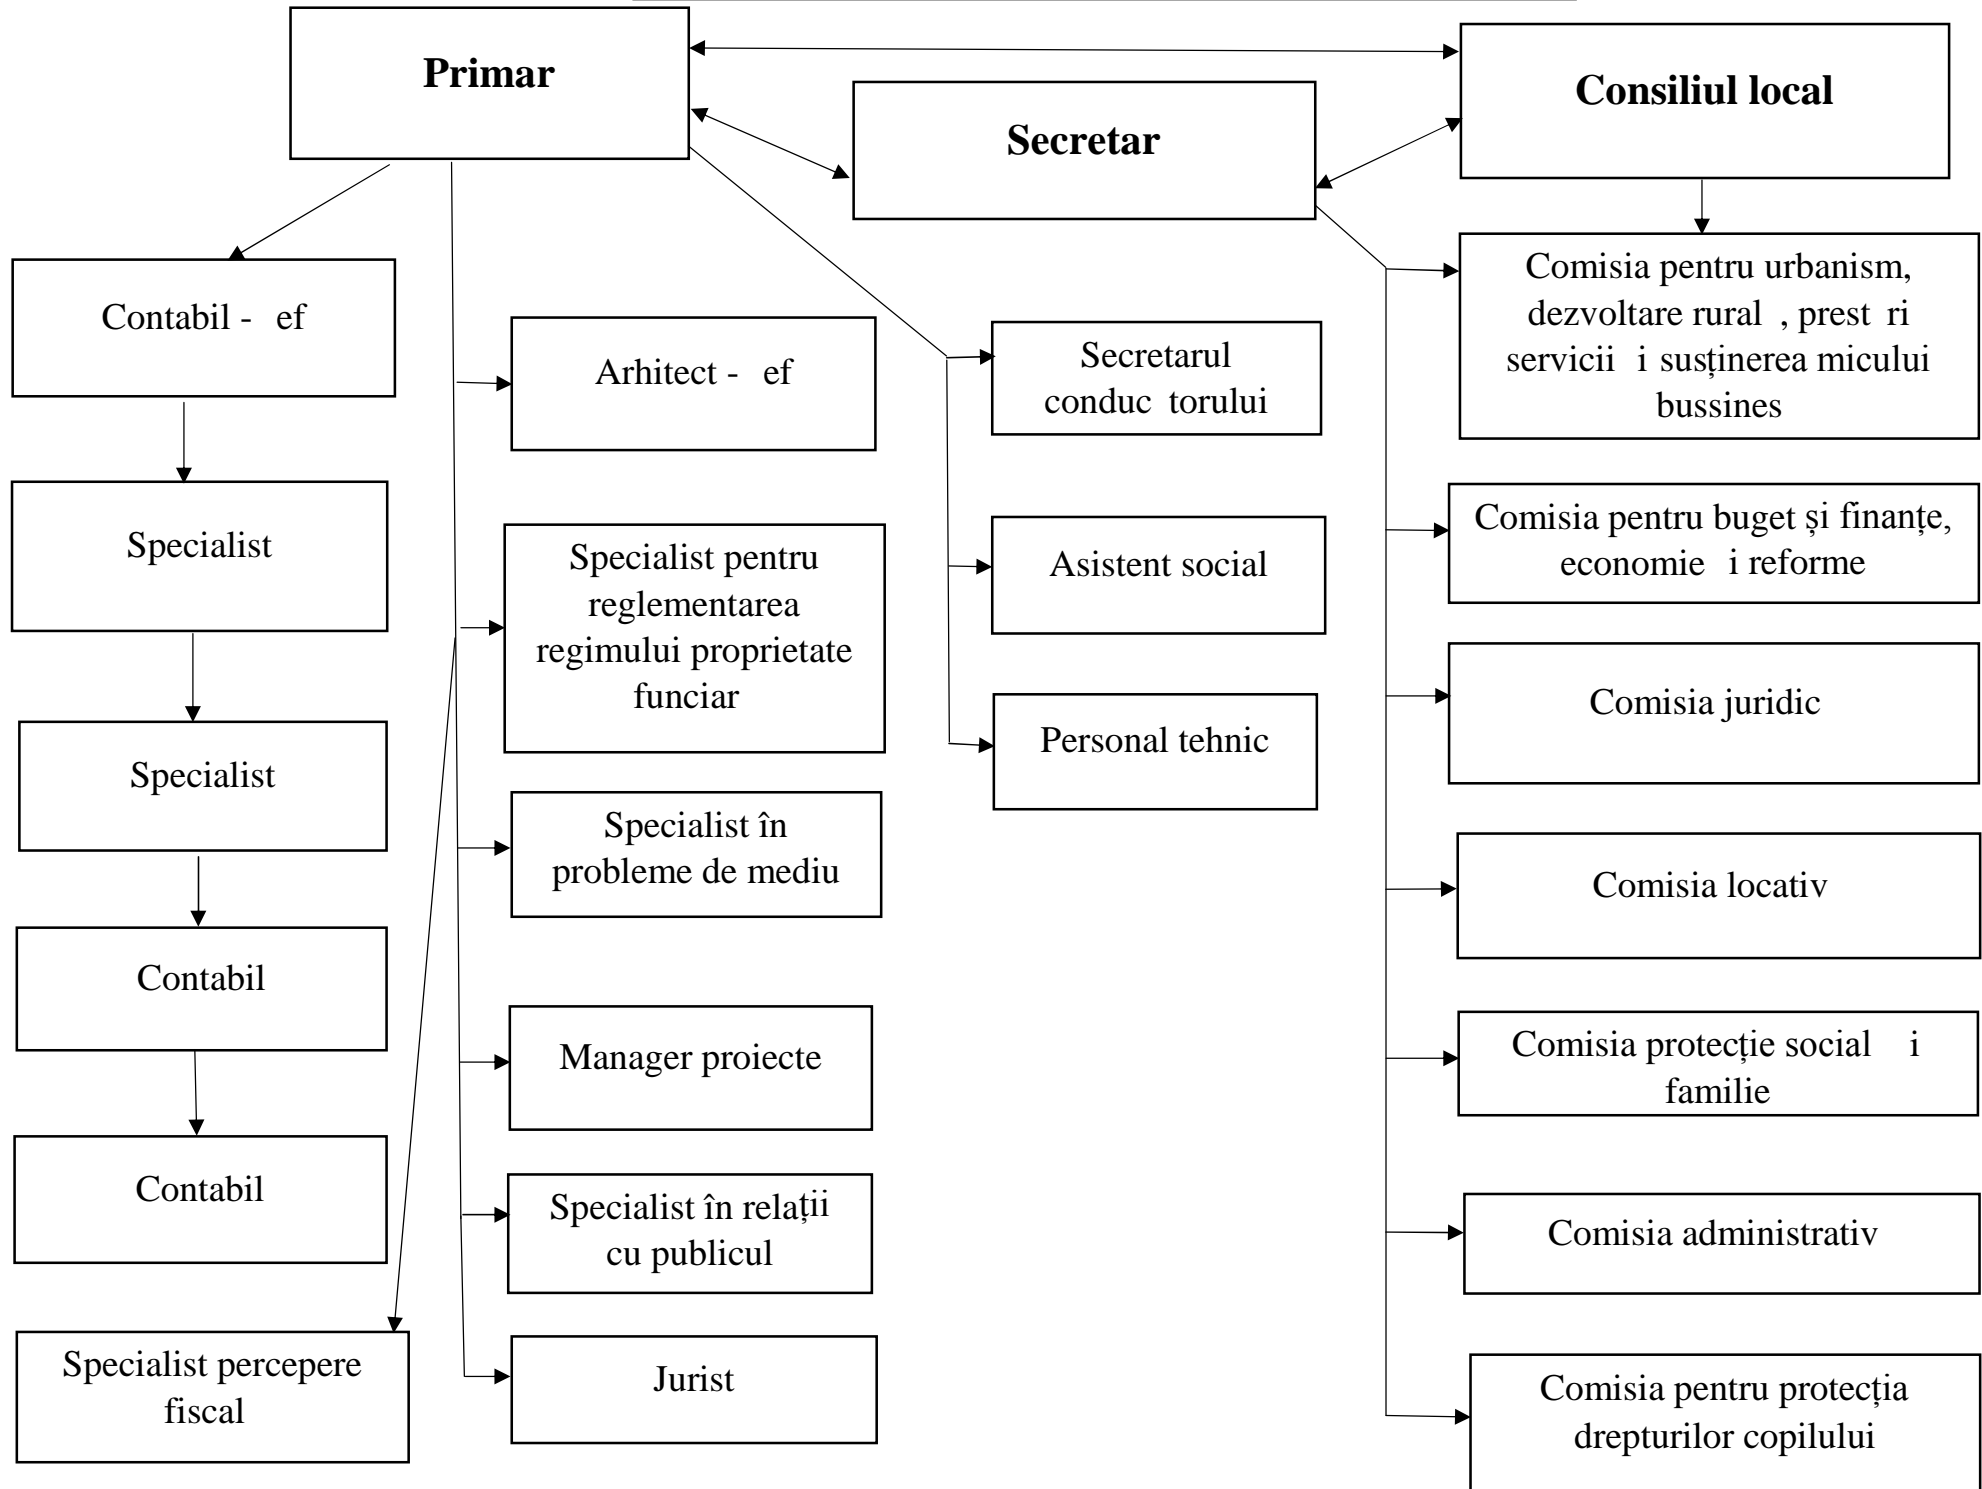 Primar
Secretar
Consiliul local
Contabil - ef
Specialist
Specialist
Contabil
Contabil
Specialist percepere
fiscal
Arhitect - ef
Specialist pentru
reglementarea
regimului proprietate
funciar
Specialist în
probleme de mediu
Manager proiecte
Specialist în relații
cu publicul
Jurist
Secretarul
conduc torului
Asistent social
Personal tehnic
Comisia pentru urbanism,
dezvoltare rural , prest ri
servicii i susținerea micului
bussines
Comisia pentru buget și finanțe,
economie i reforme
Comisia juridic
Comisia locativ
Comisia protecție social i
familie
Comisia administrativ
Comisia pentru protecția
drepturilor copilului